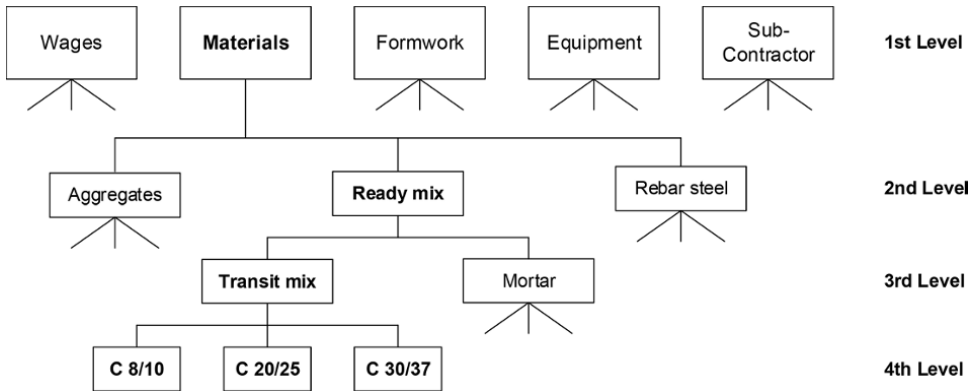 Wages
Materials
Formwork
Equipment
Sub-
Contractor
1st Level
Aggregates
Ready mix
Rebar steel
2nd Level
Transit mix
Mortar
3rd Level
C 8/10
C 20/25
C 30/37
4th Level